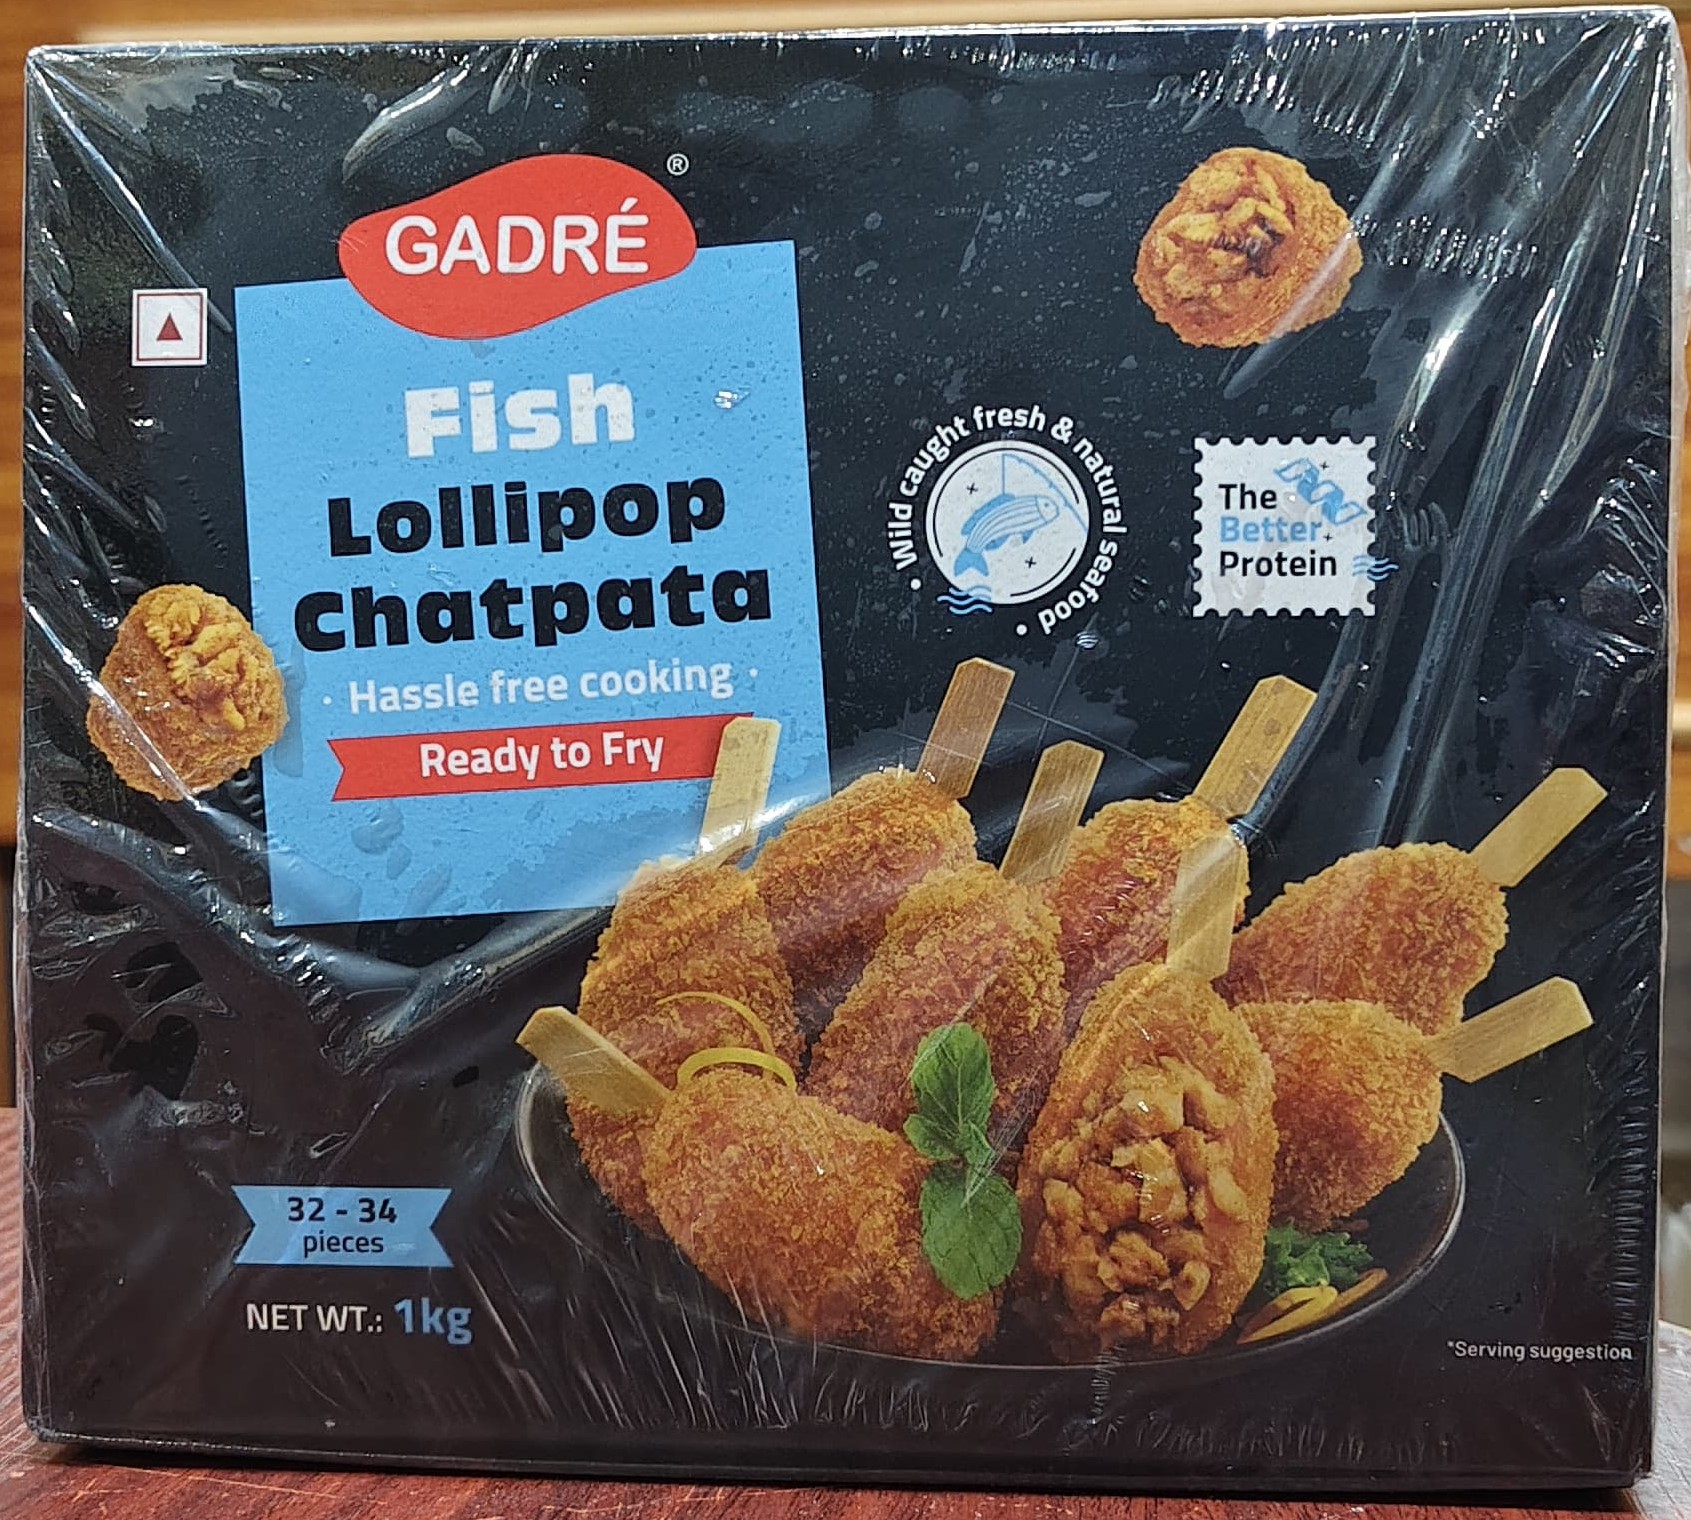 GADRÉ ®
Fish
Lollipop
Chatpata
· Hassle free cooking ·
Ready to Fry
• Wild caught fresh & natural seafood •
The
Better
Protein
32 - 34
pieces
NET WT.: 1kg
*Serving suggestion